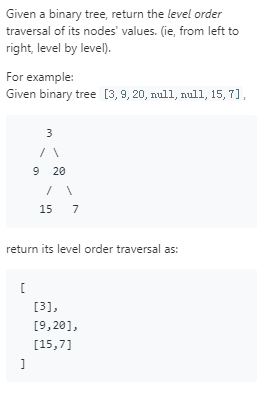 Given a binary tree, return the level order
traversal of its nodes' values. (ie, from left to
right, level by level).
For example:
Given binary tree [3,9,20,null,null,15,7],
    3
   / \
  9  20
    /  \
   15   7
return its level order traversal as:
[
  [3],
  [9,20],
  [15,7]
]